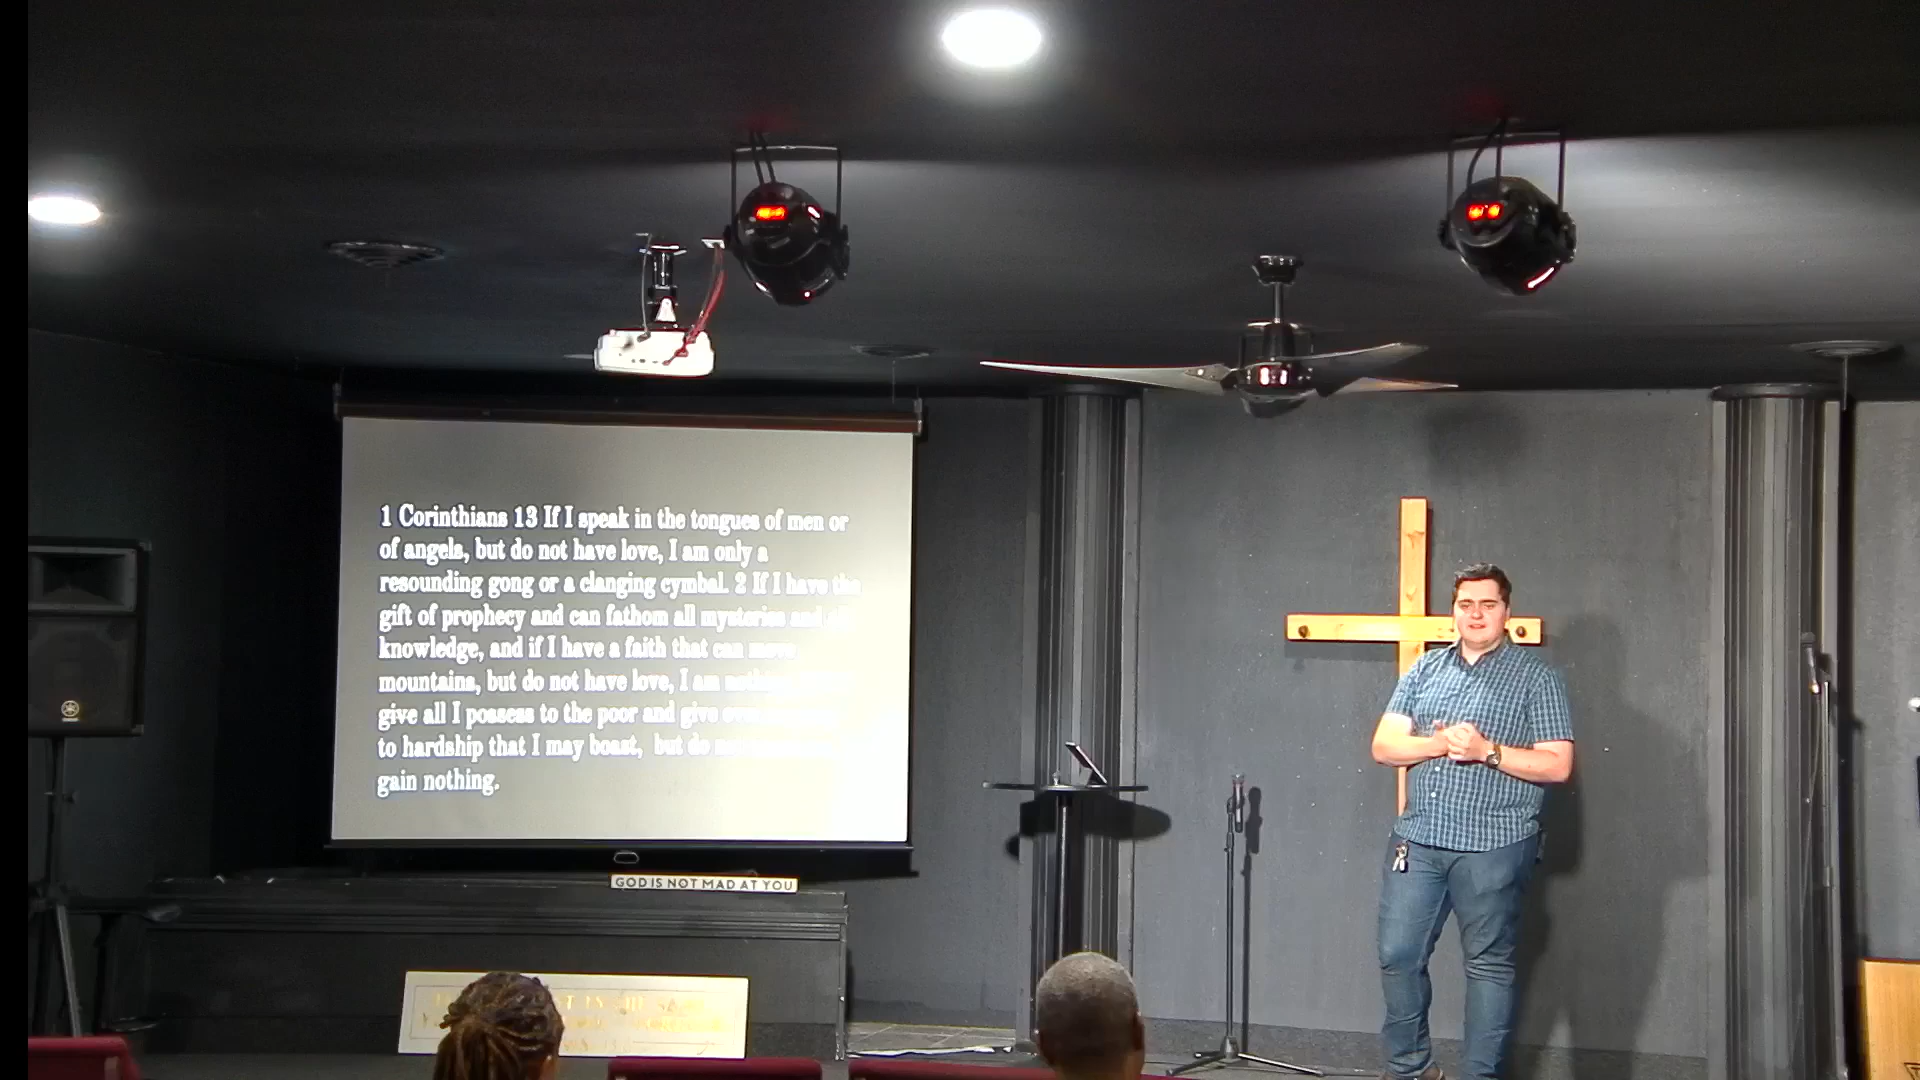 1 Corinthians 13 If I speak in the tongues of men or
of angels, but do not have love, I am only a
resounding gong or a clanging cymbal. 2 If I have the
gift of prophecy and can fathom all mysteries and all
knowledge, and if I have a faith that can move
mountains, but do not have love, I am
give all I possess to the poor and give
to hardship that I may boast, but do
gain nothing.
GOD IS NOT MAD AT YOU